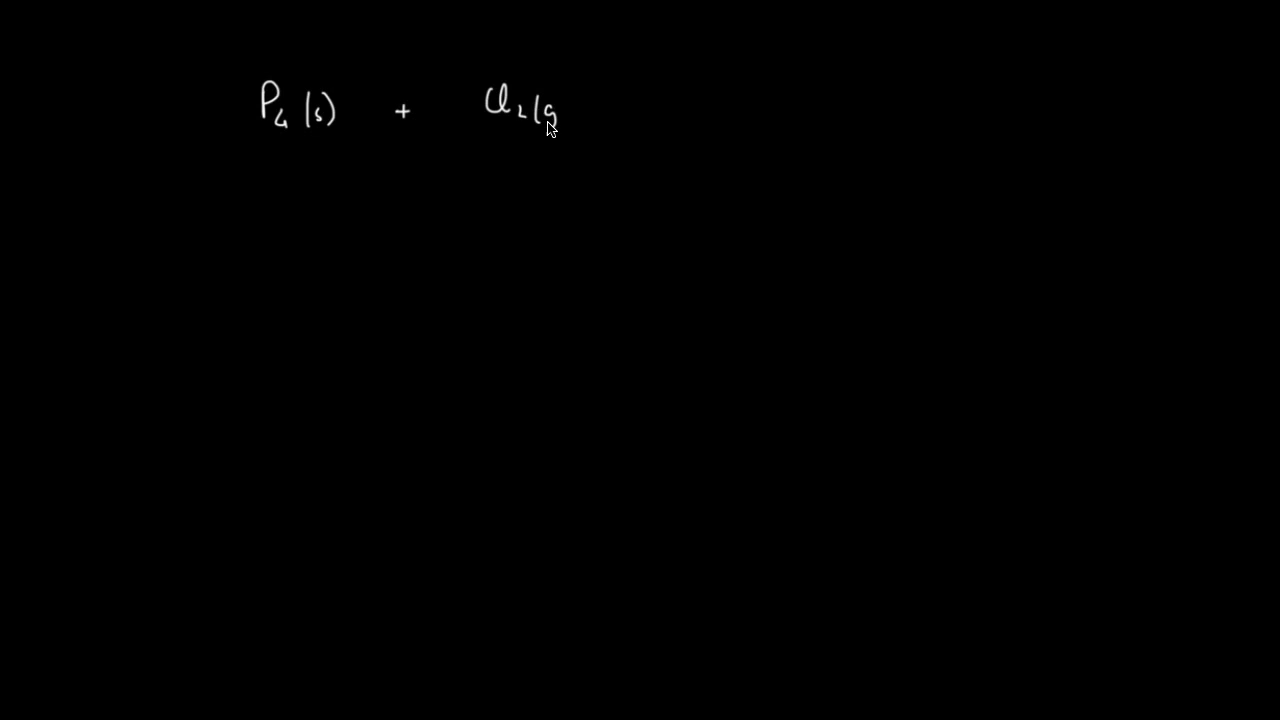 P₄ (s) + Cl₂ (g